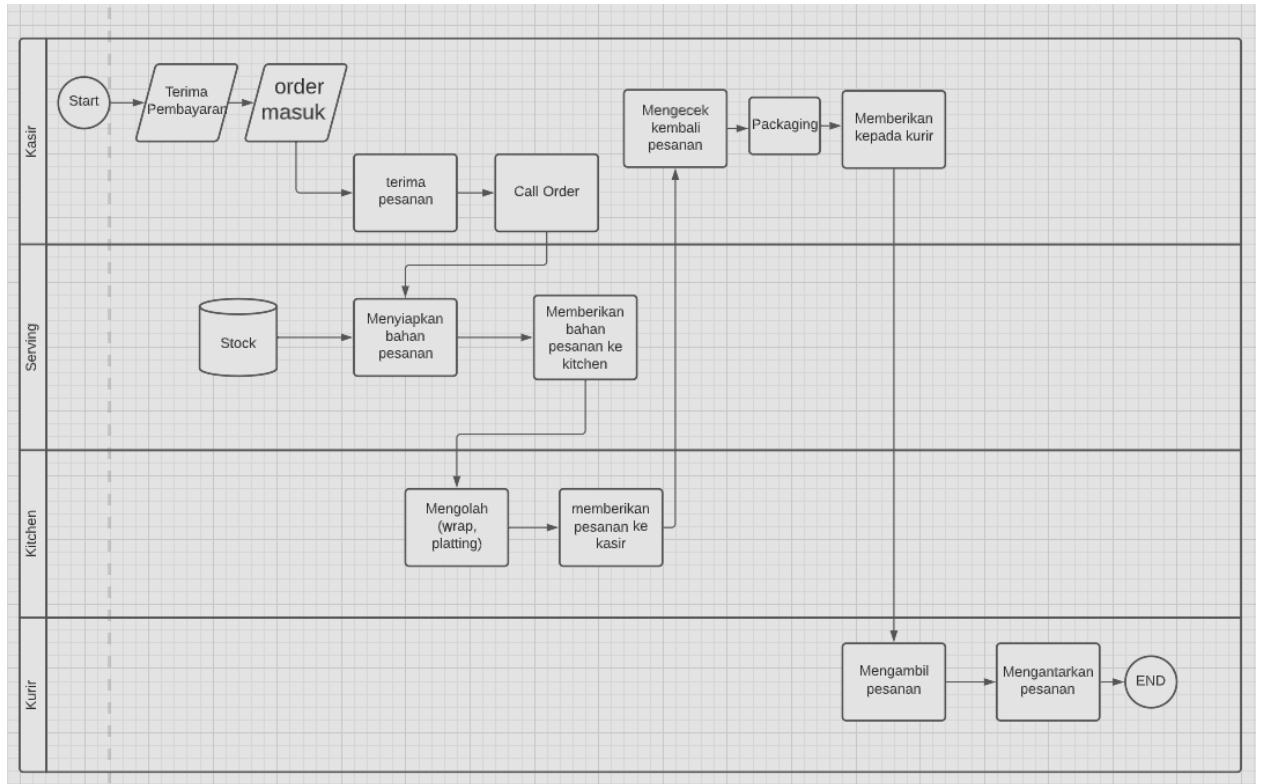 Kasir
Start
Terima
Pembayaran
order
masuk
terima
pesanan
Call Order
Mengecek
kembali
pesanan
Packaging
Memberikan
kepada kurir
Serving
Stock
Menyiapkan
bahan
pesanan
Memberikan
bahan
pesanan ke
kitchen
Kitchen
Mengolah
(wrap,
platting)
memberikan
pesanan ke
kasir
Kurir
Mengambil
pesanan
Mengantarkan
pesanan
END